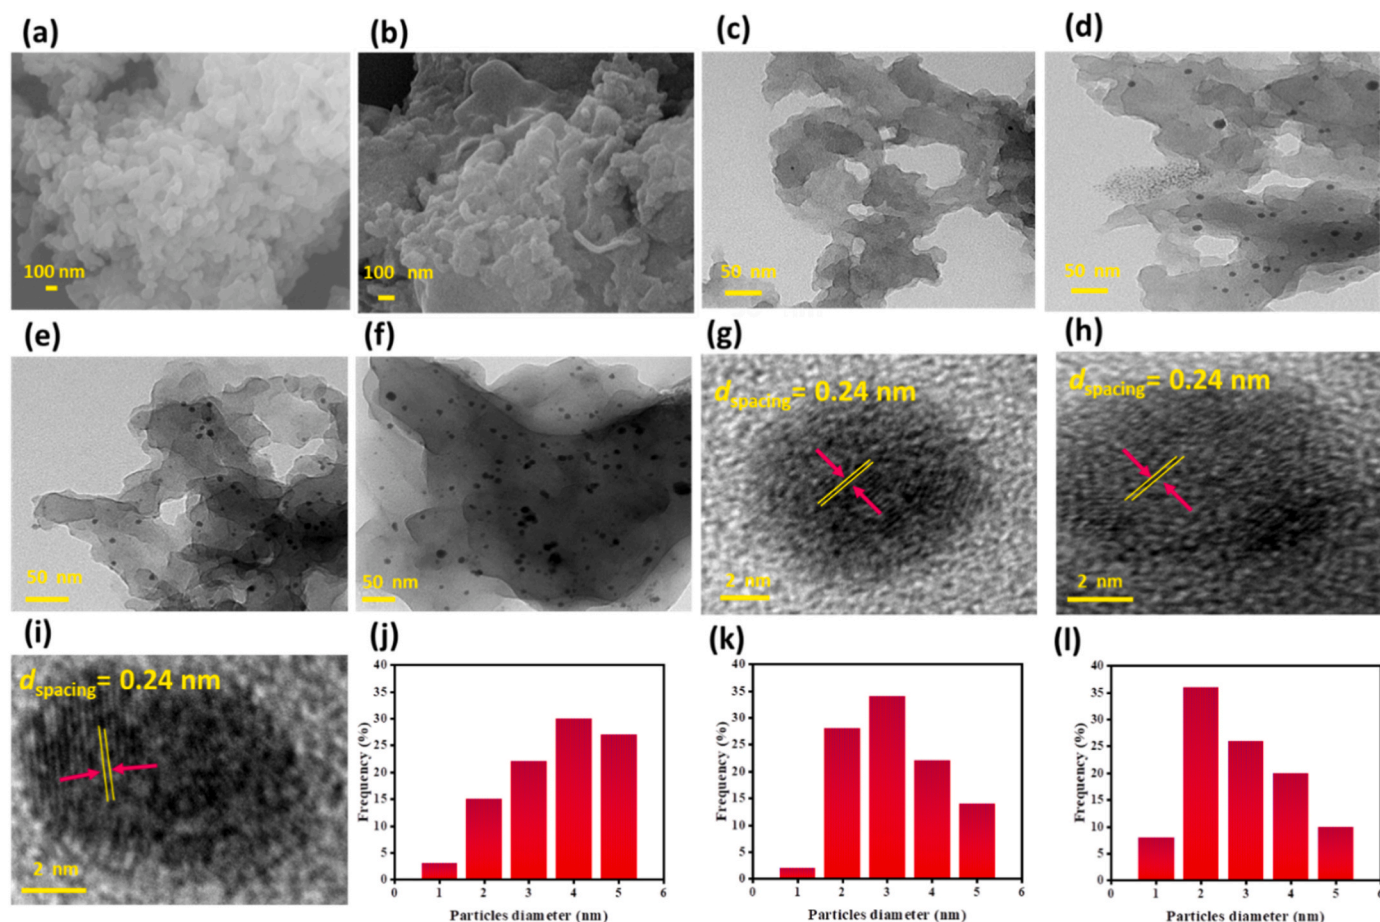 (a)
(b)
(c)
(d)
100 nm
100 nm
50 nm
50 nm
(e)
(f)
(g)
(h)
dspacing= 0.24 nm
dspacing= 0.24 nm
50 nm
50 nm
2 nm
2 nm
(i)
(j)
(k)
(l)
dspacing= 0.24 nm
2 nm
Frequency (%)
40
35
30
25
20
15
10
5
0
0 1 2 3 4 5 6
Particles diameter (nm)
Frequency (%)
40
35
30
25
20
15
10
5
0
0 1 2 3 4 5 6
Particles diameter (nm)
Frequency (%)
40
35
30
25
20
15
10
5
0
0 1 2 3 4 5 6
Particles diameter (nm)